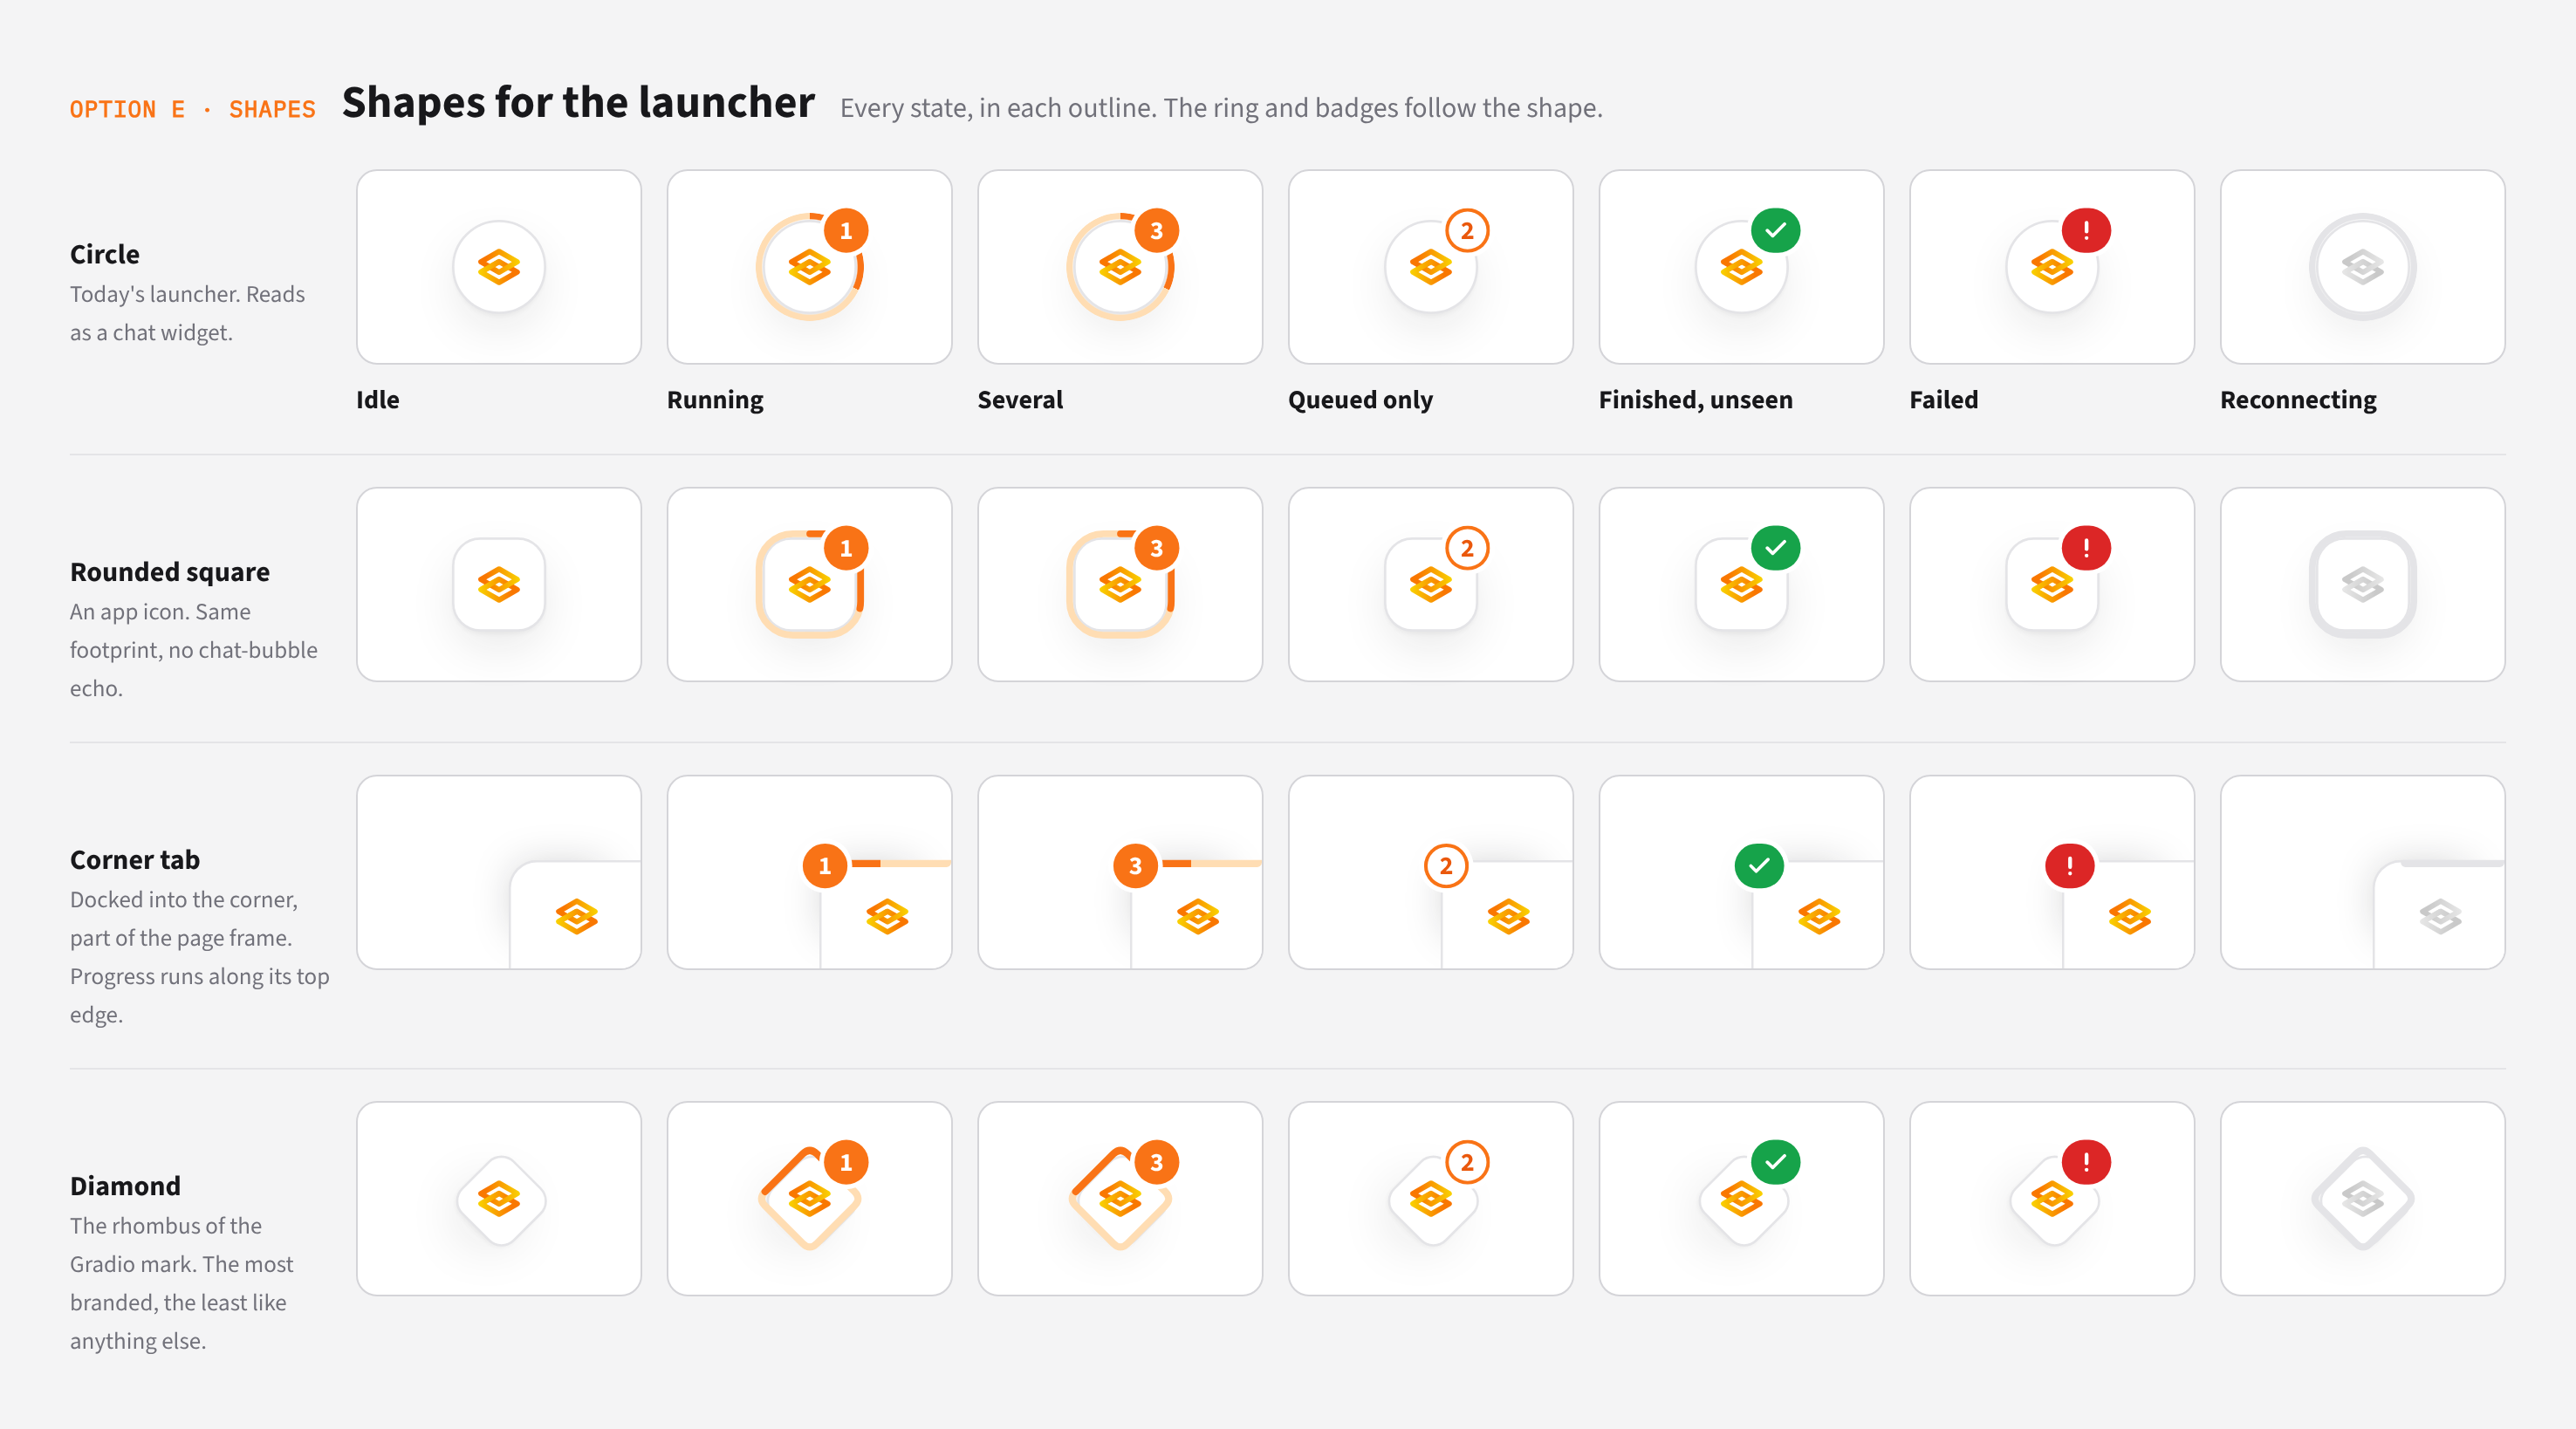 OPTION E · SHAPES Shapes for the launcher Every state, in each outline. The ring and badges follow the shape.
Circle
Today's launcher. Reads
as a chat widget.
1
3
2
!
Idle
Running
Several
Queued only
Finished, unseen
Failed
Reconnecting
Rounded square
An app icon. Same
footprint, no chat-bubble
echo.
1
3
2
!
Corner tab
Docked into the corner,
part of the page frame.
Progress runs along its top
edge.
1
3
2
!
Diamond
The rhombus of the
Gradio mark. The most
branded, the least like
anything else.
1
3
2
!